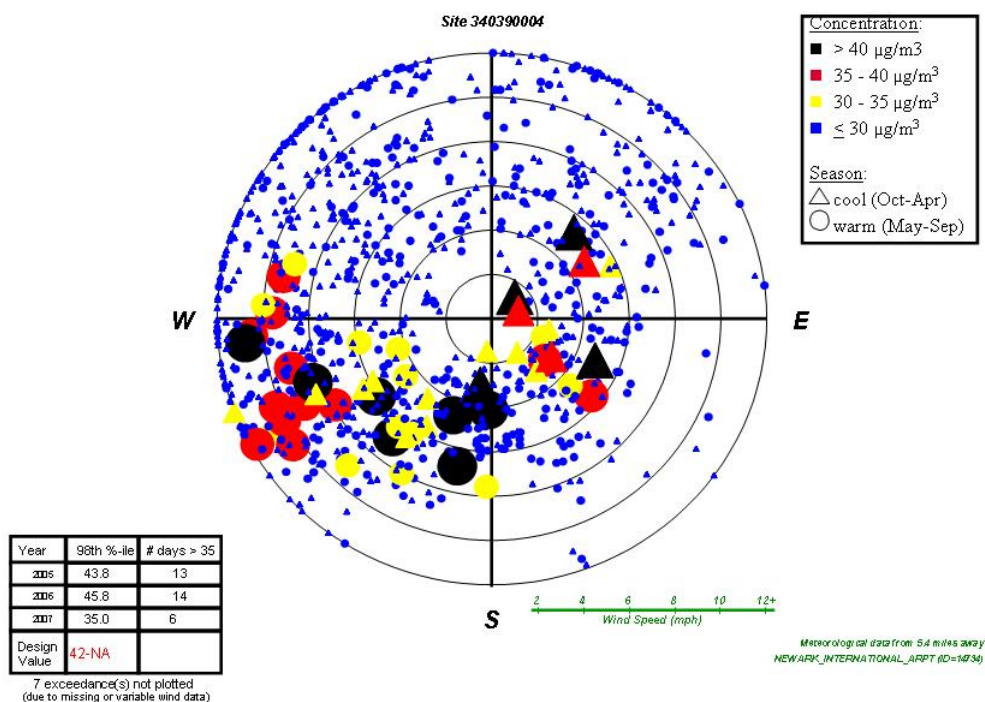 Site 340390004
Concentration:
> 40 µg/m3
35 - 40 µg/m³
30 - 35 µg/m³
≤ 30 µg/m³
Season:
cool (Oct-Apr)
warm (May-Sep)
W
E
S
Year 98th %-ile # days > 35
2005 43.8 13
2006 45.8 14
2007 35.0 6
Design Value 42-NA
7 exceedance(s) not plotted
(due to missing or variable wind data)
2 4 6 8 10 12+
Wind Speed (mph)
Meteorological data from 5.4 miles away
NEWARK_INTERNATIONAL_ARPT (ID=14734)